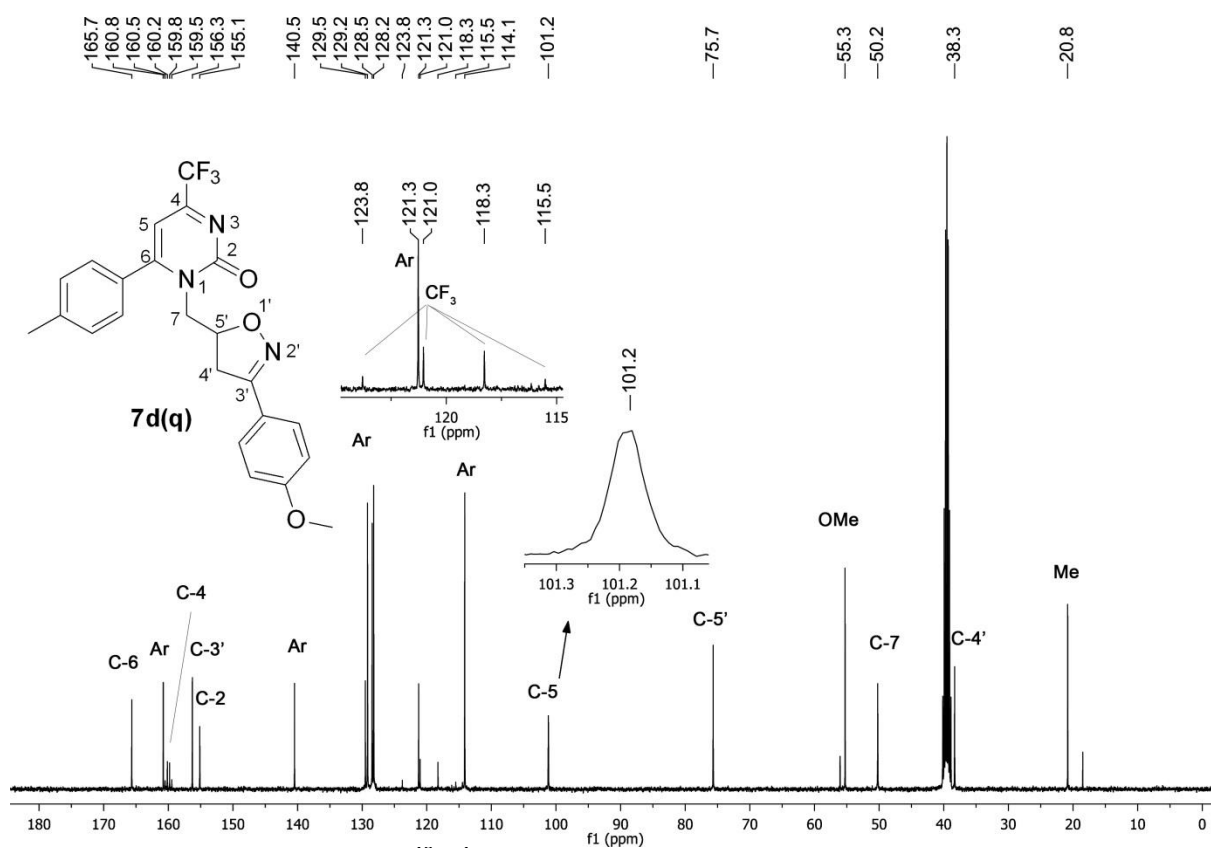 165.7
160.8
160.5
160.2
159.8
159.5
156.3
155.1
140.5
129.5
129.2
128.5
128.2
123.8
121.3
121.0
118.3
115.5
114.1
101.2
75.7
55.3
50.2
38.3
20.8
CF3
4
5
N 3
6
2
N
1
O
7
5'
O 1'
N 2'
4'
3'
7d(q)
O
123.8
121.3
121.0
118.3
115.5
Ar
CF3
120 115
f1 (ppm)
101.2
101.3 101.2 101.1
f1 (ppm)
Ar
Ar
OMe
Me
C-4
C-6
Ar
C-3'
C-2
Ar
C-5
C-5'
C-7
C-4'
180 170 160 150 140 130 120 110 100 90 80 70 60 50 40 30 20 10 0
f1 (ppm)